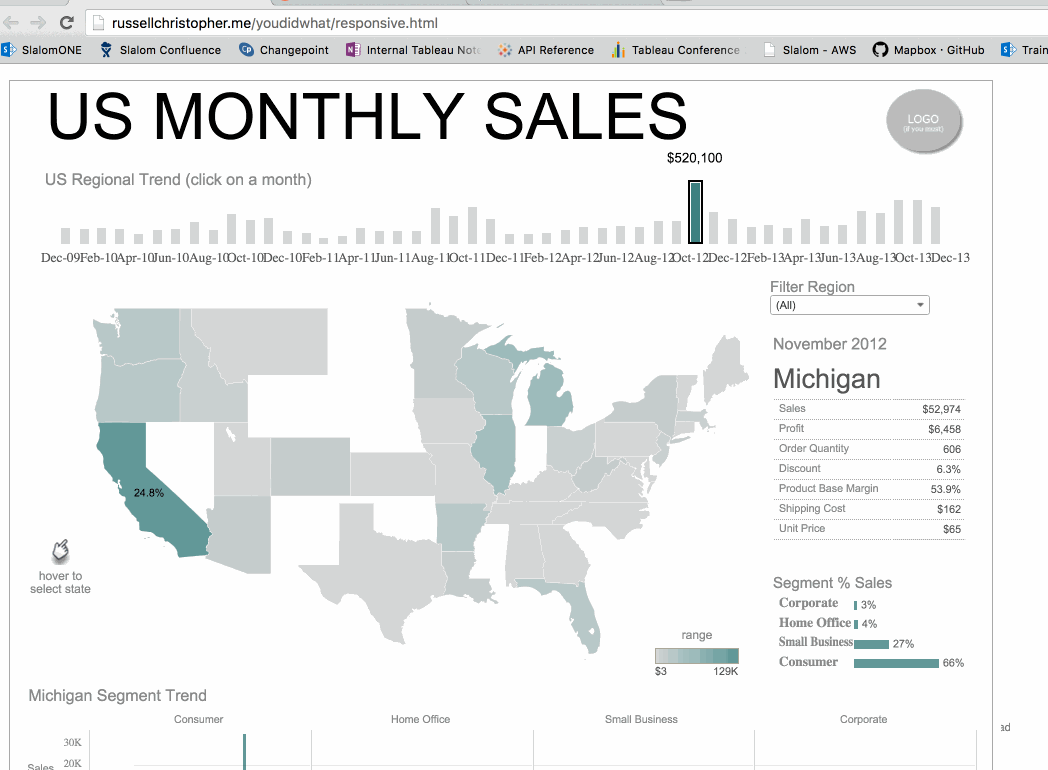 russellchristopher.me/youdidwhat/responsive.html
SlalomONE Slalom Confluence Changepoint Internal Tableau Note API Reference Tableau Conference Slalom - AWS Mapbox · GitHub Train
US MONTHLY SALES
LOGO
(if you must)
$520,100
US Regional Trend (click on a month)
Dec-09 Feb-10 Apr-10 Jun-10 Aug-10 Oct-10 Dec-10 Feb-11 Apr-11 Jun-11 Aug-11 Oct-11 Dec-11 Feb-12 Apr-12 Jun-12 Aug-12 Oct-12 Dec-12 Feb-13 Apr-13 Jun-13 Aug-13 Oct-13 Dec-13
Filter Region
(All)
November 2012
Michigan
Sales $52,974
Profit $6,458
Order Quantity 606
Discount 6.3%
Product Base Margin 53.9%
Shipping Cost $162
Unit Price $65
24.8%
hover to
select state
Segment % Sales
Corporate 3%
Home Office 4%
Small Business 27%
Consumer 66%
range
$3 129K
Michigan Segment Trend
Consumer Home Office Small Business Corporate
ad
30K
20K
Sales